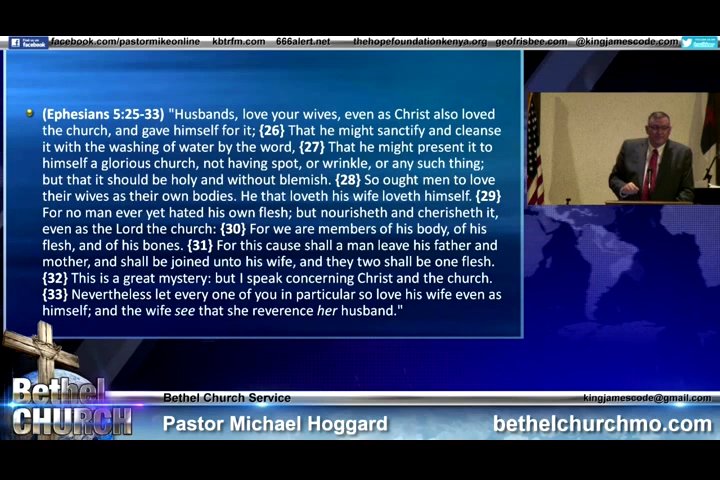 Find us on facebook
facebook.com/pastormikeonline kbtrfm.com 666alert.net thehopefoundationkenya.org geofrisbee.com @kingjamescode.com
twitter
(Ephesians 5:25-33) "Husbands, love your wives, even as Christ also loved
the church, and gave himself for it; {26} That he might sanctify and cleanse
it with the washing of water by the word, {27} That he might present it to
himself a glorious church, not having spot, or wrinkle, or any such thing;
but that it should be holy and without blemish. {28} So ought men to love
their wives as their own bodies. He that loveth his wife loveth himself. {29}
For no man ever yet hated his own flesh; but nourisheth and cherisheth it,
even as the Lord the church: {30} For we are members of his body, of his
flesh, and of his bones. {31} For this cause shall a man leave his father and
mother, and shall be joined unto his wife, and they two shall be one flesh.
{32} This is a great mystery: but I speak concerning Christ and the church.
{33} Nevertheless let every one of you in particular so love his wife even as
himself; and the wife see that she reverence her husband."
Bethel
CHURCH
Bethel Church Service kingjamescode@gmail.com
Pastor Michael Hoggard bethelchurchmo.com